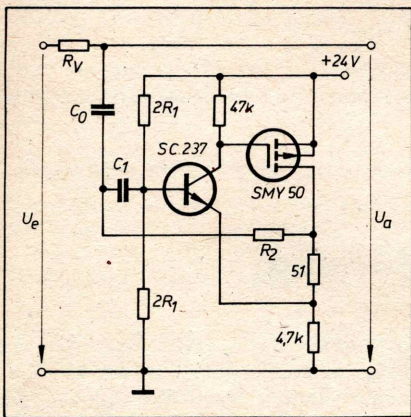 +24V
R_V
2R_1
47k
C_0
SC 237
C_1
SMY 50
U_e
U_a
R_2
51
2R_1
4,7k